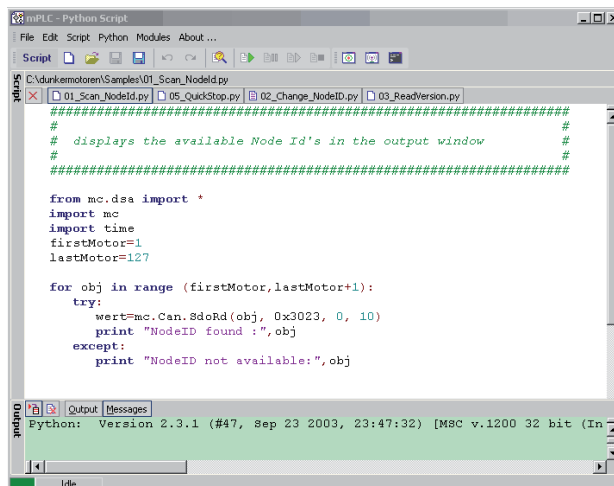 mPLC - Python Script
File Edit Script Python Modules About ...
Script
C:\dunkermotoren\Samples\01_Scan_NodeId.py
Script
01_Scan_NodeId.py 05_QuickStop.py 02_Change_NodeID.py 03_ReadVersion.py
###################################################################
# #
# displays the available Node Id's in the output window #
# #
###################################################################
from mc.dsa import *
import mc
import time
firstMotor=1
lastMotor=127
for obj in range (firstMotor,lastMotor+1):
try:
wert=mc.Can.SdoRd(obj, 0x3023, 0, 10)
print "NodeID found :",obj
except:
print "NodeID not available:",obj
Output
Output Messages
Python: Version 2.3.1 (#47, Sep 23 2003, 23:47:32) [MSC v.1200 32 bit (In
Idle